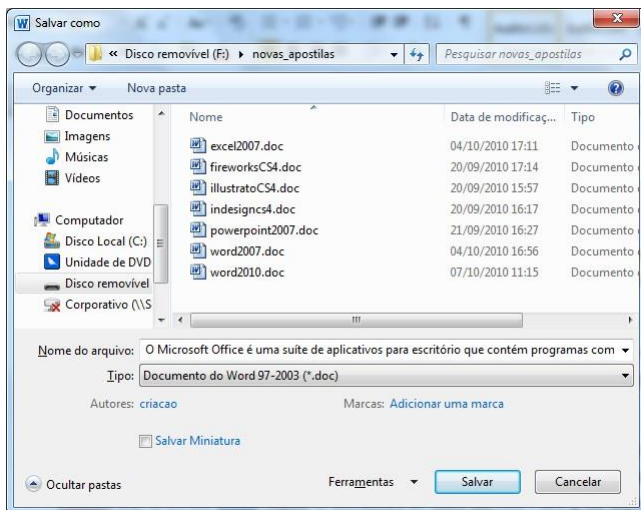 Salvar como
« Disco removível (F:) ▸ novas_apostilas
Pesquisar novas_apostilas
Organizar Nova pasta
Documentos
Imagens
Músicas
Vídeos
Computador
Disco Local (C:)
Unidade de DVD
Disco removível
Corporativo (\\S
Nome Data de modificaç... Tipo
excel2007.doc 04/10/2010 17:11 Documento
fireworksCS4.doc 20/09/2010 17:14 Documento
illustratoCS4.doc 20/09/2010 15:57 Documento
indesigncs4.doc 20/09/2010 16:17 Documento
powerpoint2007.doc 21/09/2010 16:27 Documento
word2007.doc 04/10/2010 16:56 Documento
word2010.doc 07/10/2010 11:15 Documento
Nome do arquivo: O Microsoft Office é uma suíte de aplicativos para escritório que contém programas com
Tipo: Documento do Word 97-2003 (*.doc)
Autores: criacao Marcas: Adicionar uma marca
Salvar Miniatura
Ocultar pastas Ferramentas Salvar Cancelar